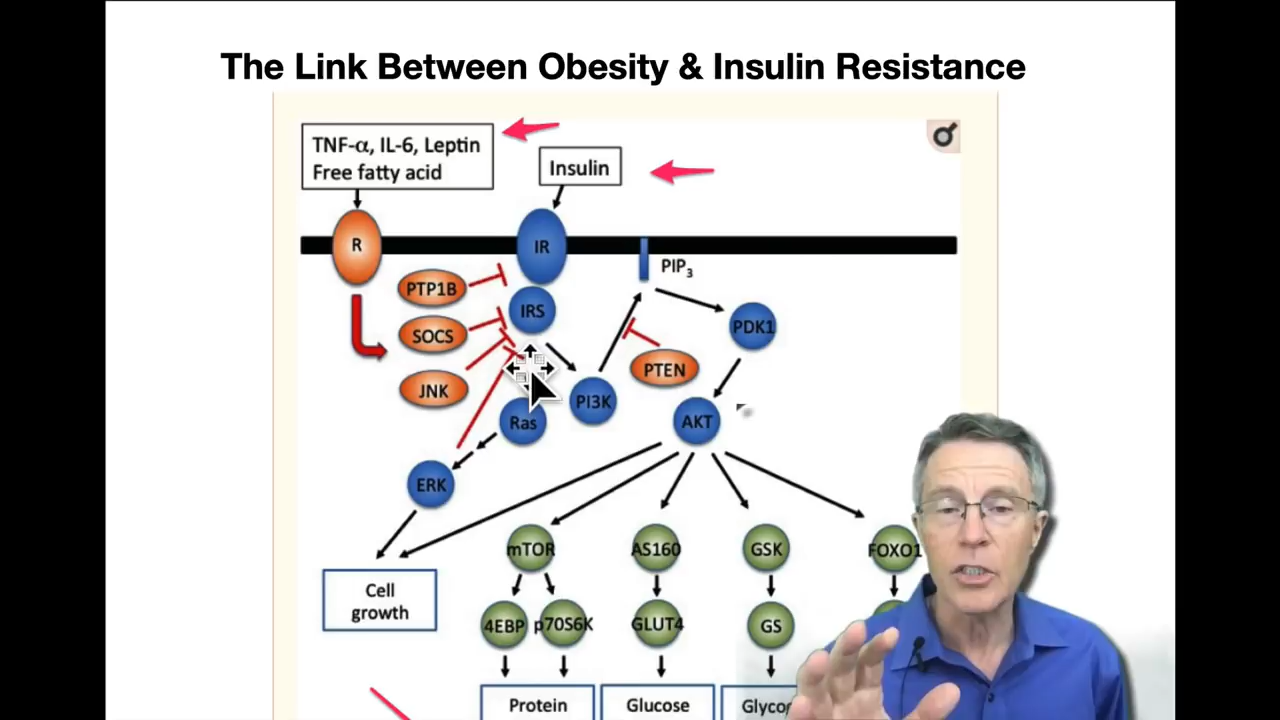 The Link Between Obesity & Insulin Resistance
TNF-α, IL-6, Leptin
Free fatty acid
Insulin
R
IR
PIP3
PTP1B
IRS
SOCS
PDK1
JNK
PTEN
PI3K
Ras
AKT
ERK
mTOR
AS160
GSK
FOXO1
Cell
growth
4EBP
p70S6K
GLUT4
GS
Protein
Glucose